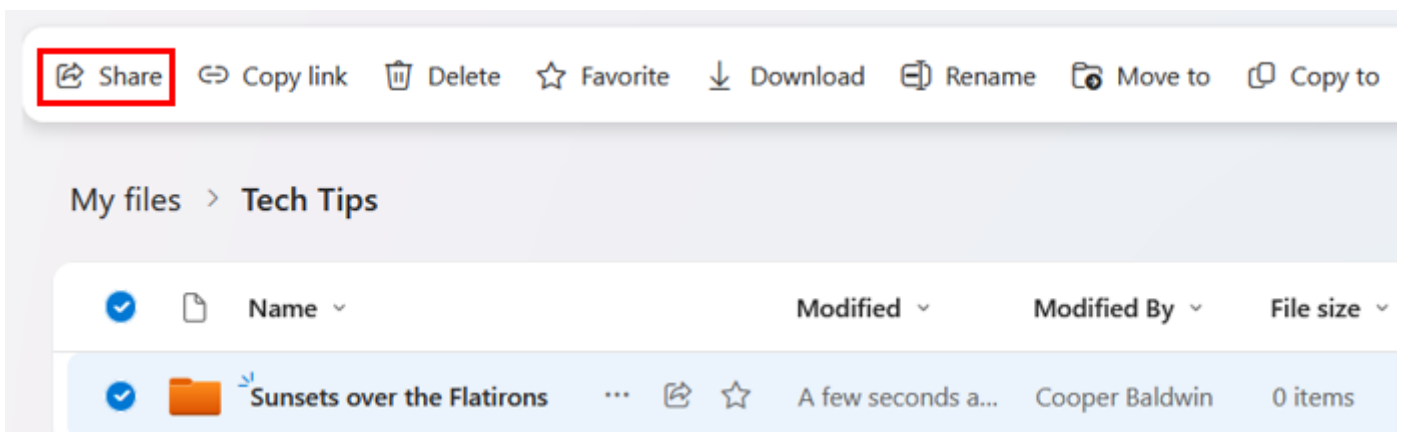 Share Copy link Delete Favorite Download Rename Move to Copy to
My files > Tech Tips
Name Modified Modified By File size
Sunsets over the Flatirons ... A few seconds a... Cooper Baldwin 0 items